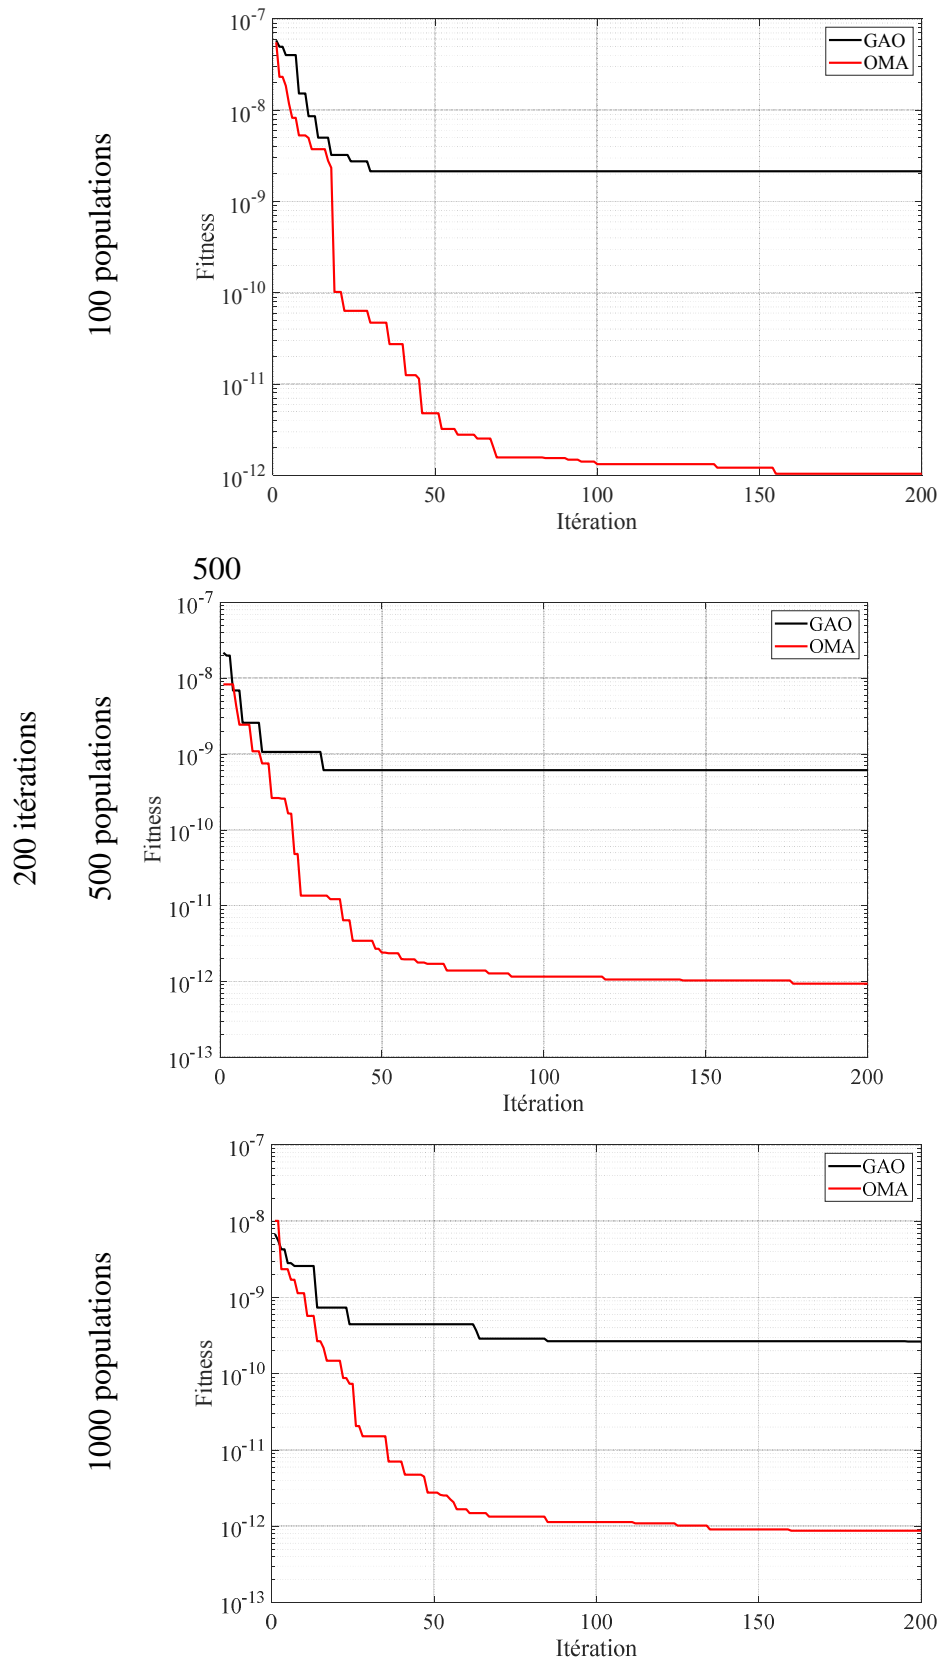 200 itérations
100 populations
10-7
10-8
10-9
10-10
10-11
10-12
Fitness
GAO
OMA
0 50 100 150 200
Itération
500
500 populations
10-7
10-8
10-9
10-10
10-11
10-12
10-13
Fitness
GAO
OMA
0 50 100 150 200
Itération
1000 populations
10-7
10-8
10-9
10-10
10-11
10-12
10-13
Fitness
GAO
OMA
0 50 100 150 200
Itération